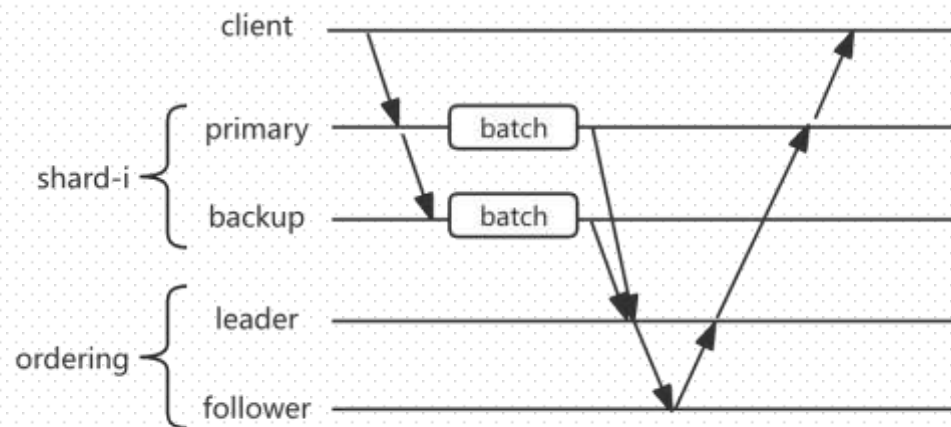 client
primary
batch
shard-i
backup
batch
leader
ordering
follower